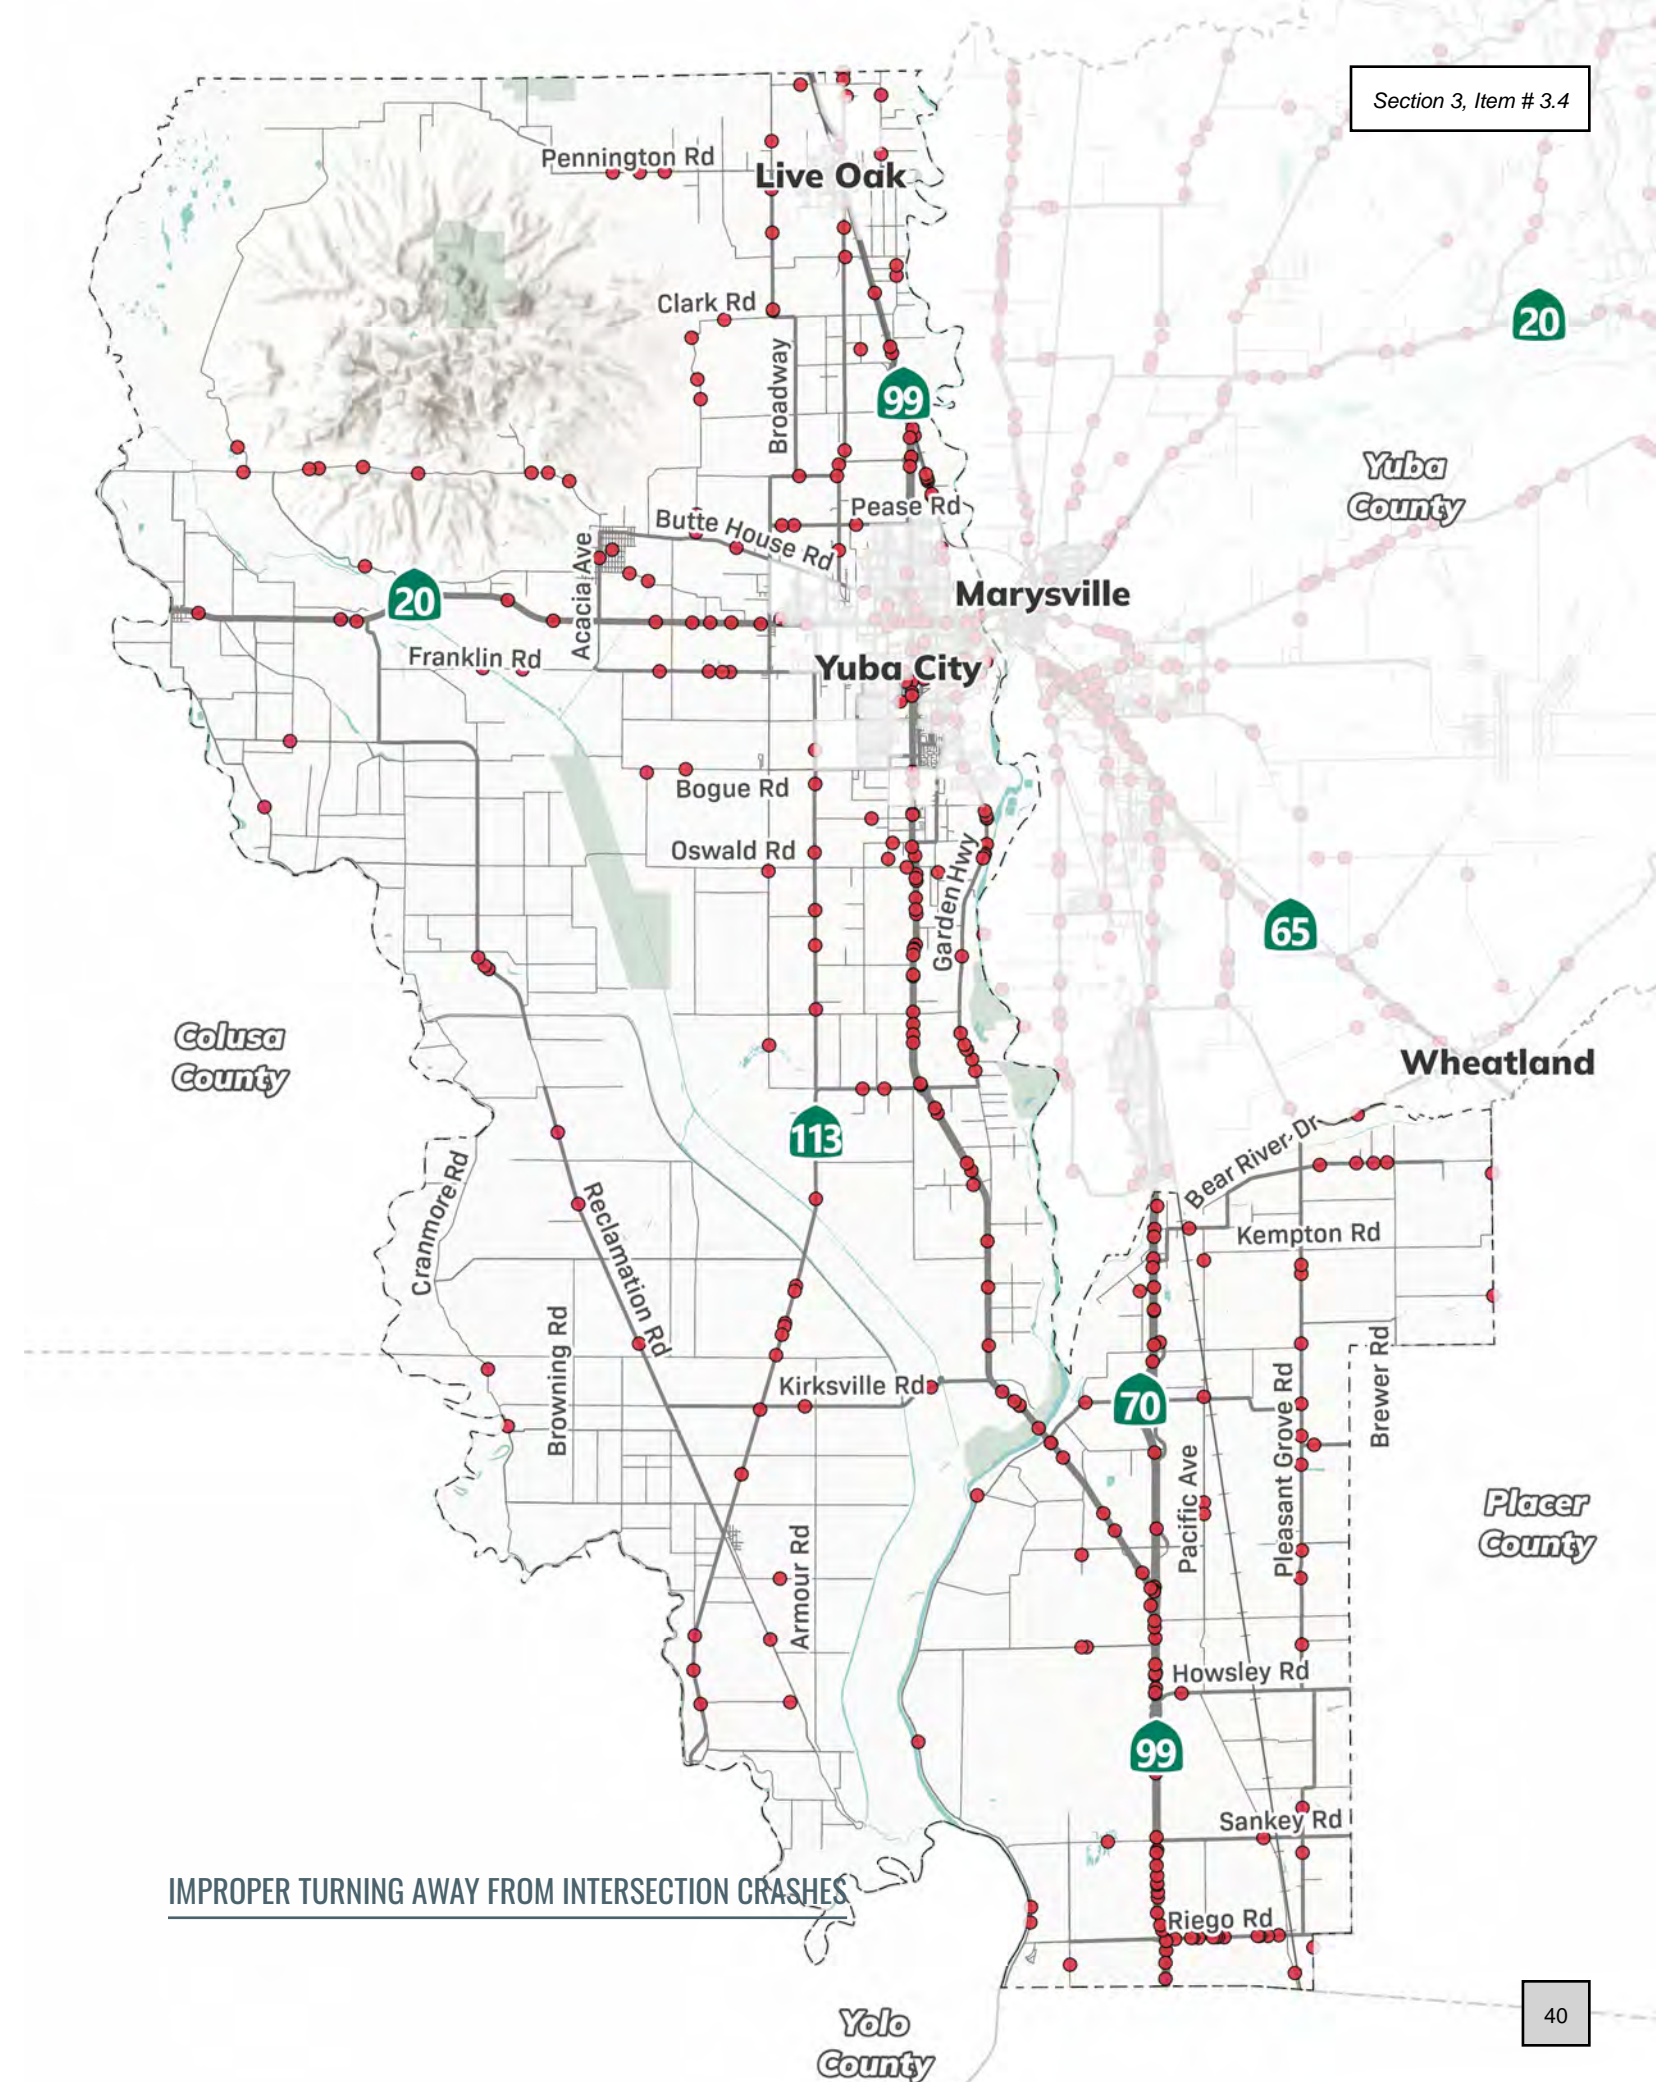 Section 3, Item # 3.4
Pennington Rd
Live Oak
Clark Rd
20
Broadway
99
Yuba
County
Pease Rd
Butte House Rd
Acacia Ave
20
Marysville
Franklin Rd
Yuba City
Bogue Rd
Oswald Rd
Garden Hwy
65
Colusa
County
Wheatland
113
Bear River Dr
Cranmore Rd
Reclamation Rd
Kempton Rd
Browning Rd
Kirksville Rd
70
Pleasant Grove Rd
Brewer Rd
Pacific Ave
Placer
County
Armour Rd
Howsley Rd
99
Sankey Rd
IMPROPER TURNING AWAY FROM INTERSECTION CRASHES
Riego Rd
Yolo
County
40